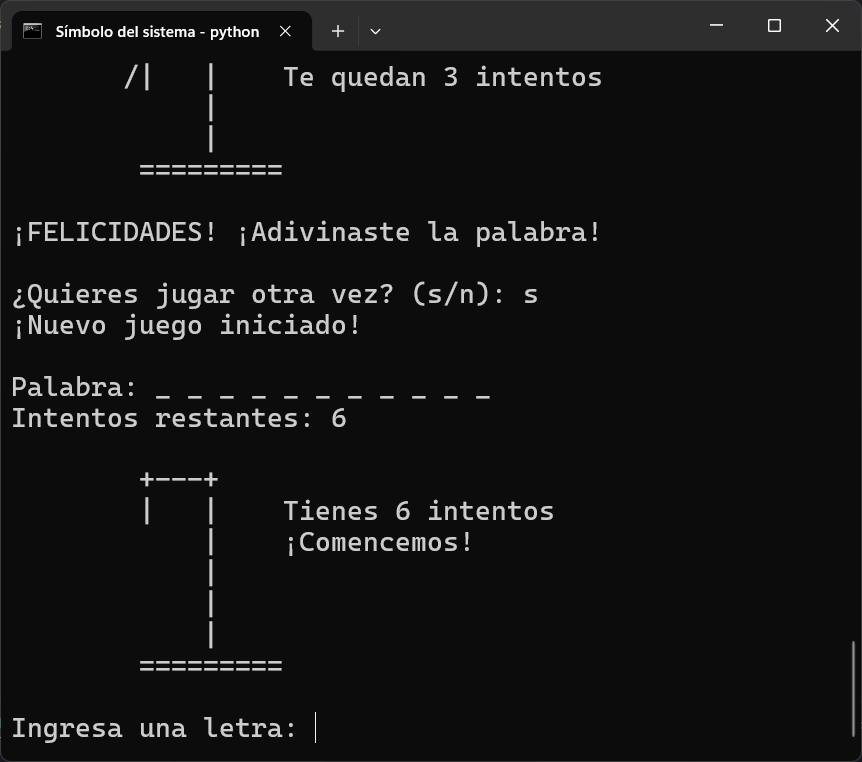 Símbolo del sistema - python
/|   |    Te quedan 3 intentos
|
|
=========
¡FELICIDADES! ¡Adivinaste la palabra!
¿Quieres jugar otra vez? (s/n): s
¡Nuevo juego iniciado!
Palabra: _ _ _ _ _ _ _ _ _ _ _
Intentos restantes: 6
+---+
|   |    Tienes 6 intentos
|    ¡Comencemos!
|
|
|
=========
Ingresa una letra: